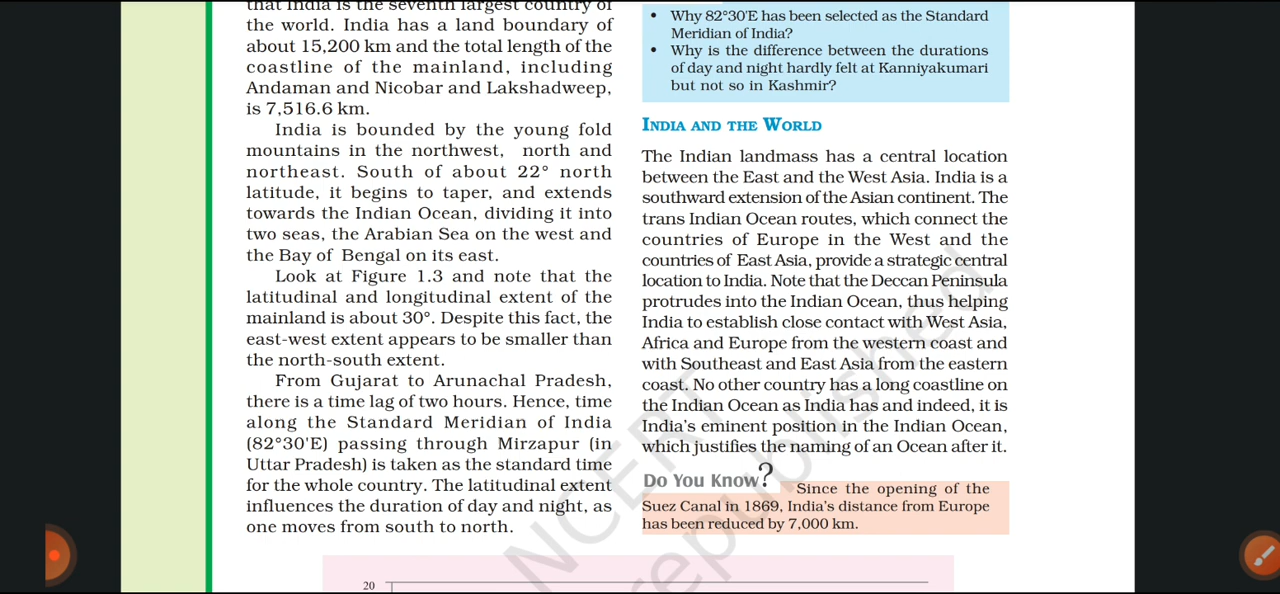 that India is the seventh largest country of
the world. India has a land boundary of
about 15,200 km and the total length of the
coastline of the mainland, including
Andaman and Nicobar and Lakshadweep,
is 7,516.6 km.
India is bounded by the young fold
mountains in the northwest, north and
northeast. South of about 22° north
latitude, it begins to taper, and extends
towards the Indian Ocean, dividing it into
two seas, the Arabian Sea on the west and
the Bay of Bengal on its east.
Look at Figure 1.3 and note that the
latitudinal and longitudinal extent of the
mainland is about 30°. Despite this fact, the
east-west extent appears to be smaller than
the north-south extent.
From Gujarat to Arunachal Pradesh,
there is a time lag of two hours. Hence, time
along the Standard Meridian of India
(82°30'E) passing through Mirzapur (in
Uttar Pradesh) is taken as the standard time
for the whole country. The latitudinal extent
influences the duration of day and night, as
one moves from south to north.
• Why 82°30'E has been selected as the Standard
Meridian of India?
• Why is the difference between the durations
of day and night hardly felt at Kanniyakumari
but not so in Kashmir?
INDIA AND THE WORLD
The Indian landmass has a central location
between the East and the West Asia. India is a
southward extension of the Asian continent. The
trans Indian Ocean routes, which connect the
countries of Europe in the West and the
countries of East Asia, provide a strategic central
location to India. Note that the Deccan Peninsula
protrudes into the Indian Ocean, thus helping
India to establish close contact with West Asia,
Africa and Europe from the western coast and
with Southeast and East Asia from the eastern
coast. No other country has a long coastline on
the Indian Ocean as India has and indeed, it is
India's eminent position in the Indian Ocean,
which justifies the naming of an Ocean after it.
Do You Know?
Since the opening of the
Suez Canal in 1869, India's distance from Europe
has been reduced by 7,000 km.
20
NCERT
republished